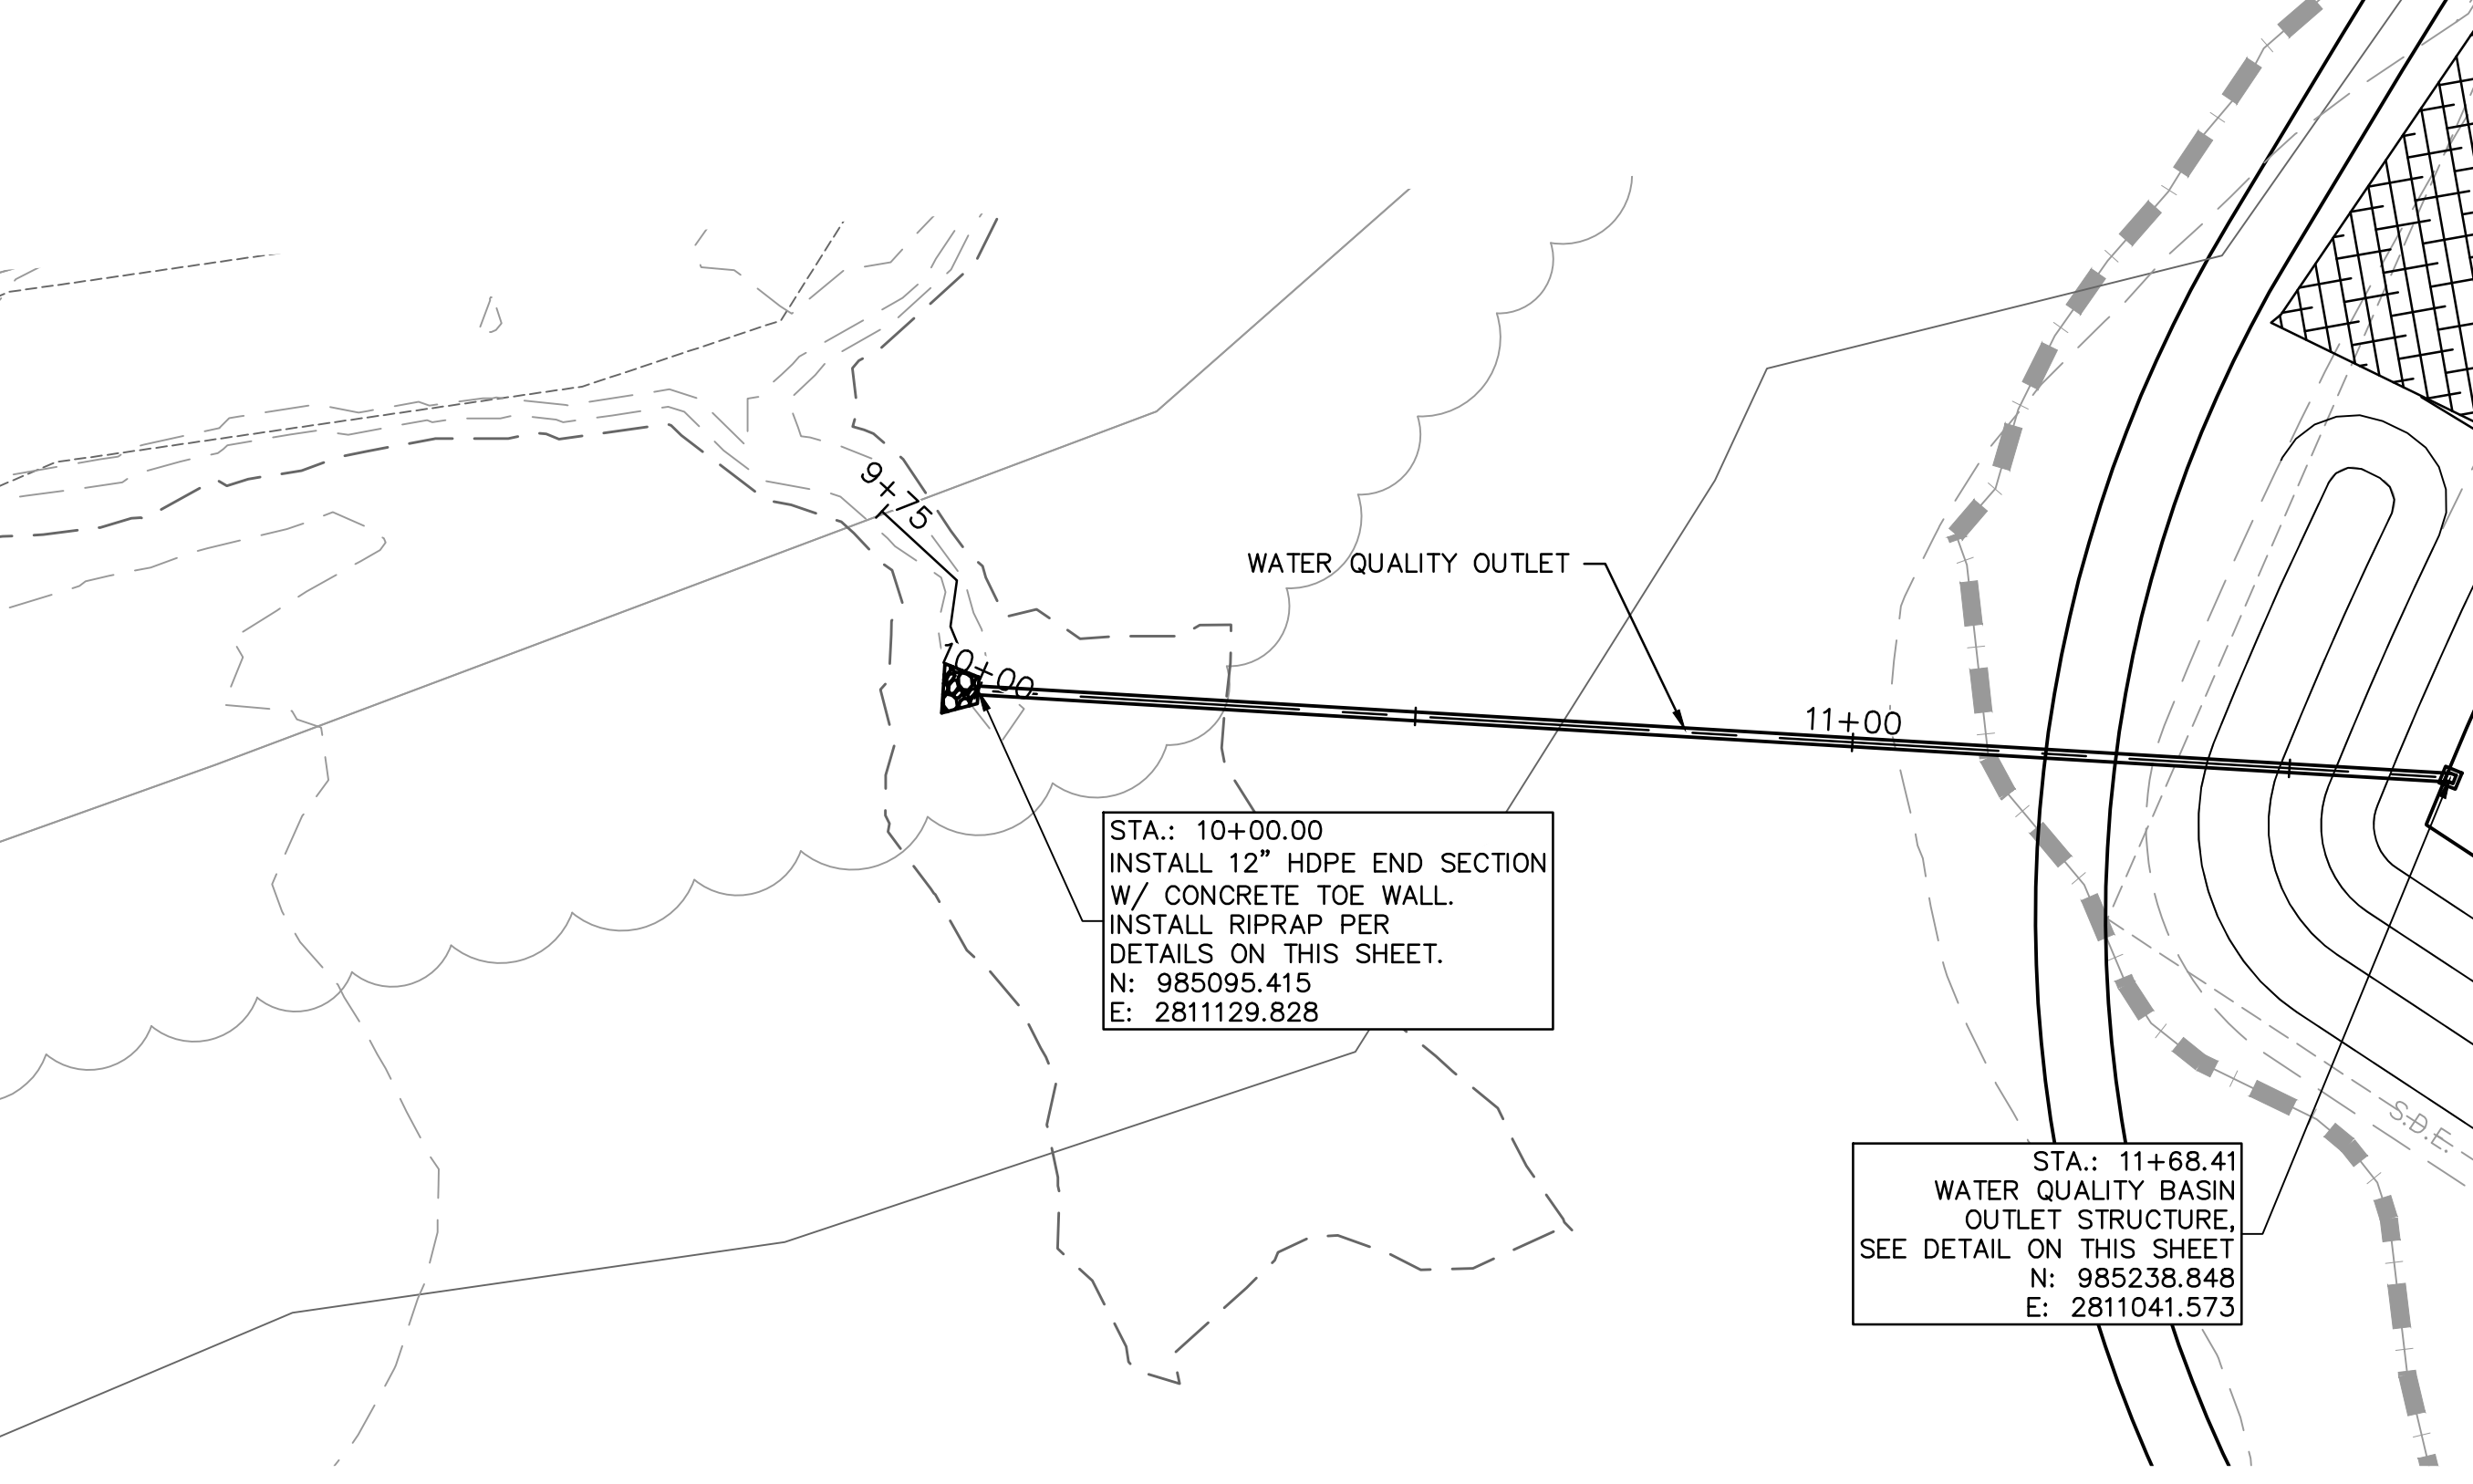 9+75
WATER QUALITY OUTLET
10+00
11+00
STA.: 10+00.00
INSTALL 12" HDPE END SECTION
W/ CONCRETE TOE WALL.
INSTALL RIPRAP PER
DETAILS ON THIS SHEET.
N: 985095.415
E: 2811129.828
S.D.E.
STA.: 11+68.41
WATER QUALITY BASIN
OUTLET STRUCTURE,
SEE DETAIL ON THIS SHEET
N: 985238.848
E: 2811041.573